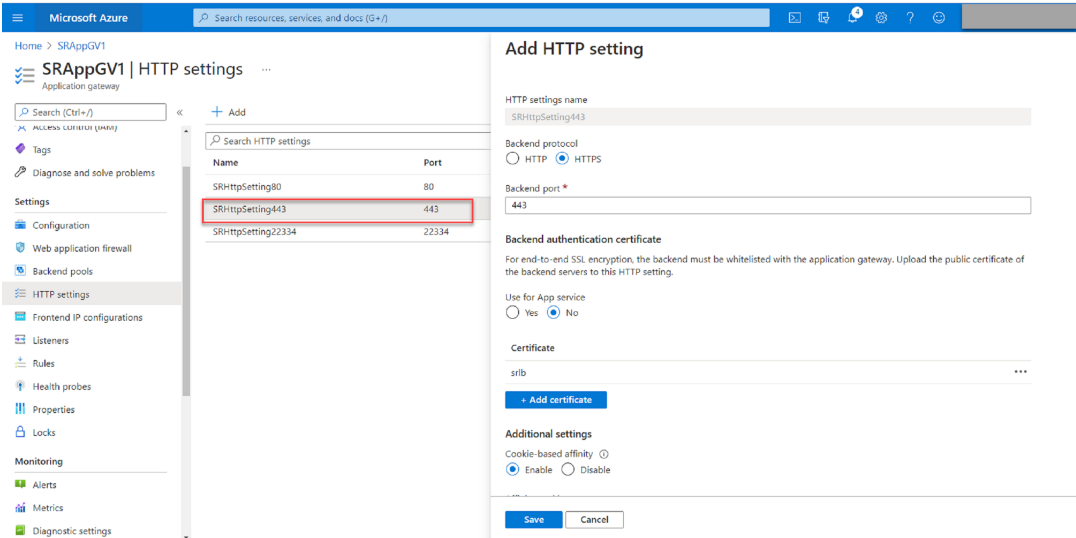 Microsoft Azure
Search resources, services, and docs (G+/)
4
Home > SRAppGV1
SRAppGV1 | HTTP settings ...
Application gateway
Search (Ctrl+/)
«
Access control (IAM)
Tags
Diagnose and solve problems
Settings
Configuration
Web application firewall
Backend pools
HTTP settings
Frontend IP configurations
Listeners
Rules
Health probes
Properties
Locks
Monitoring
Alerts
Metrics
Diagnostic settings
+ Add
Search HTTP settings
Name Port
SRHttpSetting80 80
SRHttpSetting443 443
SRHttpSetting22334 22334
Add HTTP setting
HTTP settings name
SRHttpSetting443
Backend protocol
HTTP HTTPS
Backend port *
443
Backend authentication certificate
For end-to-end SSL encryption, the backend must be whitelisted with the application gateway. Upload the public certificate of
the backend servers to this HTTP setting.
Use for App service
Yes No
Certificate
srlb ...
+ Add certificate
Additional settings
Cookie-based affinity
Enable Disable
Save Cancel